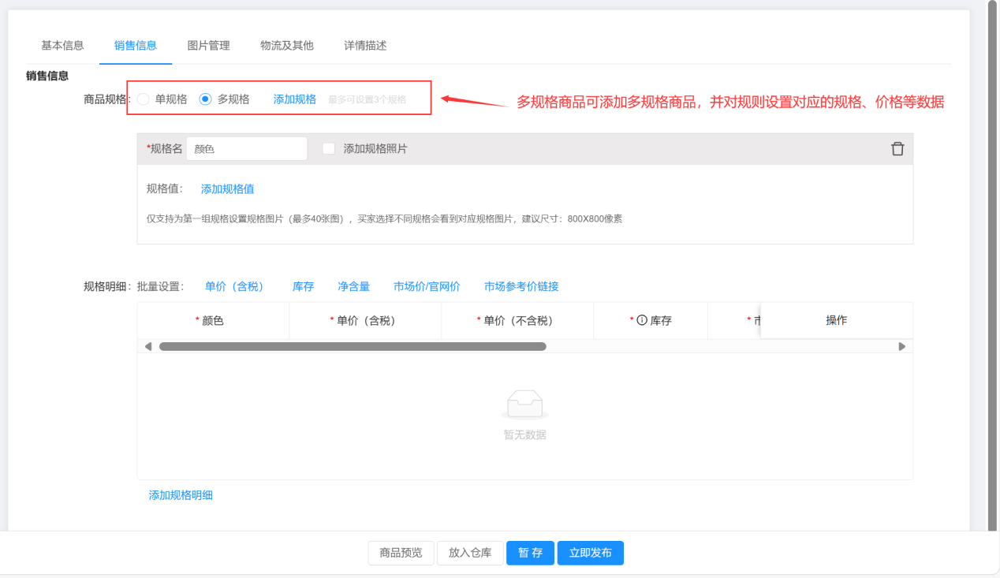 基本信息 销售信息 图片管理 物流及其他 详情描述
销售信息
商品规格: 单规格 多规格 添加规格 最多可设置3个规格
多规格商品可添加多规格商品，并对规则设置对应的规格、价格等数据
*规格名 颜色 添加规格照片
规格值： 添加规格值
仅支持为第一组规格设置规格图片（最多40张图），买家选择不同规格会看到对应规格图片，建议尺寸：800X800像素
规格明细: 批量设置： 单价（含税） 库存 净含量 市场价/官网价 市场参考价链接
* 颜色 * 单价（含税） * 单价（不含税） * 库存 * 市 操作
暂无数据
添加规格明细
商品预览 放入仓库 暂 存 立即发布